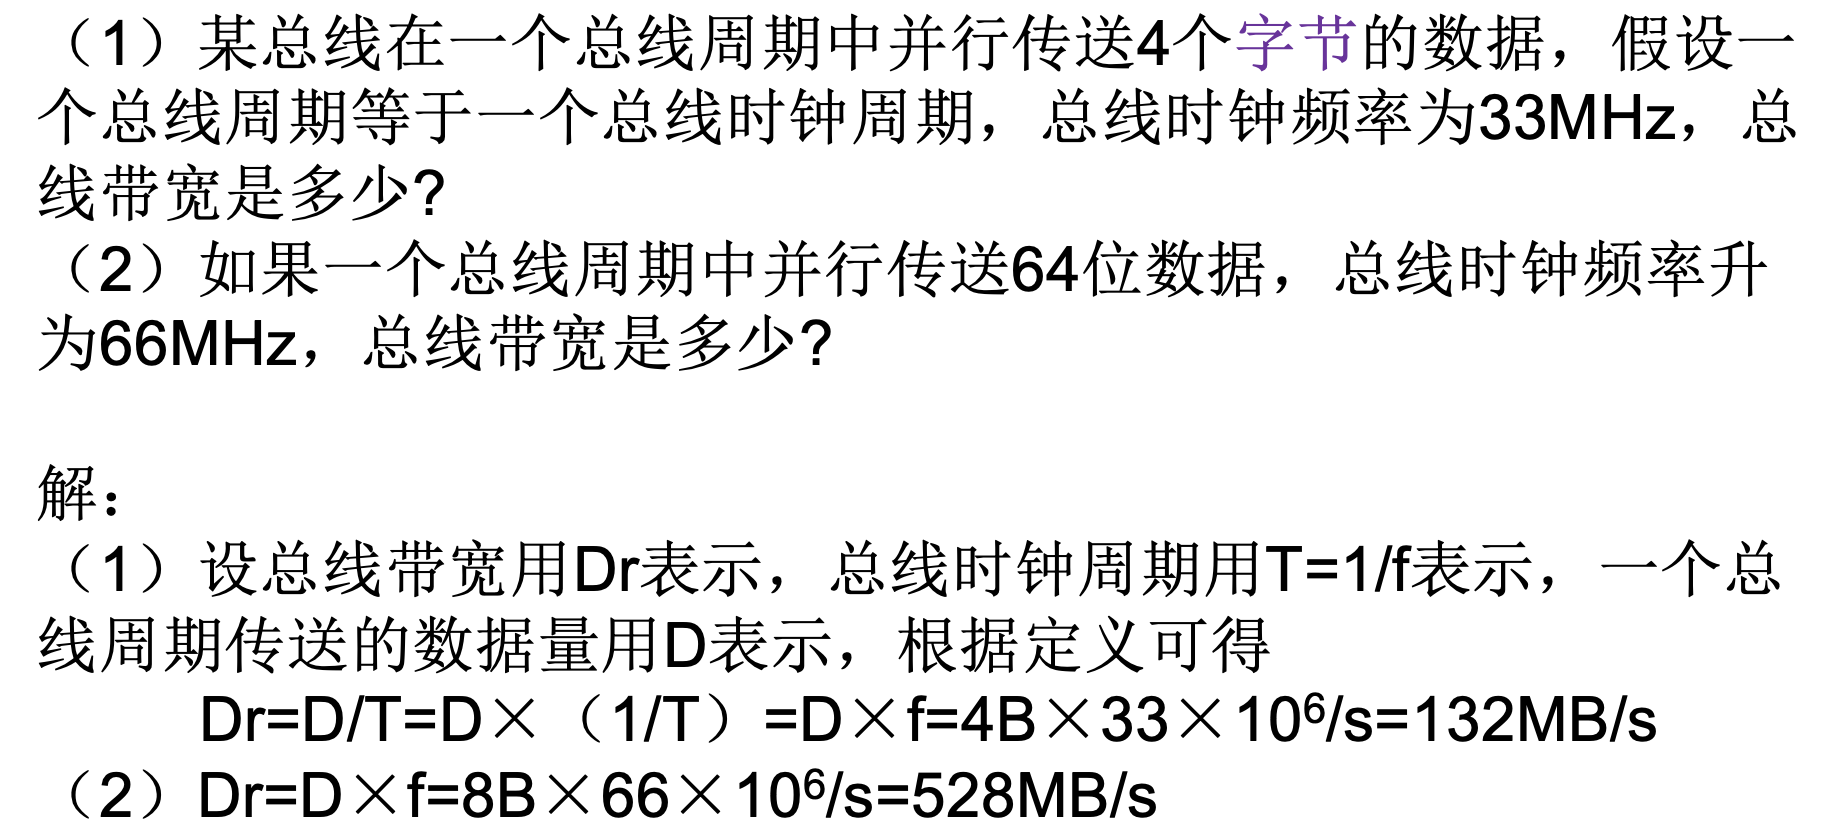 （1）某总线在一个总线周期中并行传送4个字节的数据，假设一
个总线周期等于一个总线时钟周期，总线时钟频率为33MHz，总
线带宽是多少?
（2）如果一个总线周期中并行传送64位数据，总线时钟频率升
为66MHz，总线带宽是多少?
解：
（1）设总线带宽用Dr表示，总线时钟周期用T=1/f表示，一个总
线周期传送的数据量用D表示，根据定义可得
Dr=D/T=D×（1/T）=D×f=4B×33×10⁶/s=132MB/s
（2）Dr=D×f=8B×66×10⁶/s=528MB/s